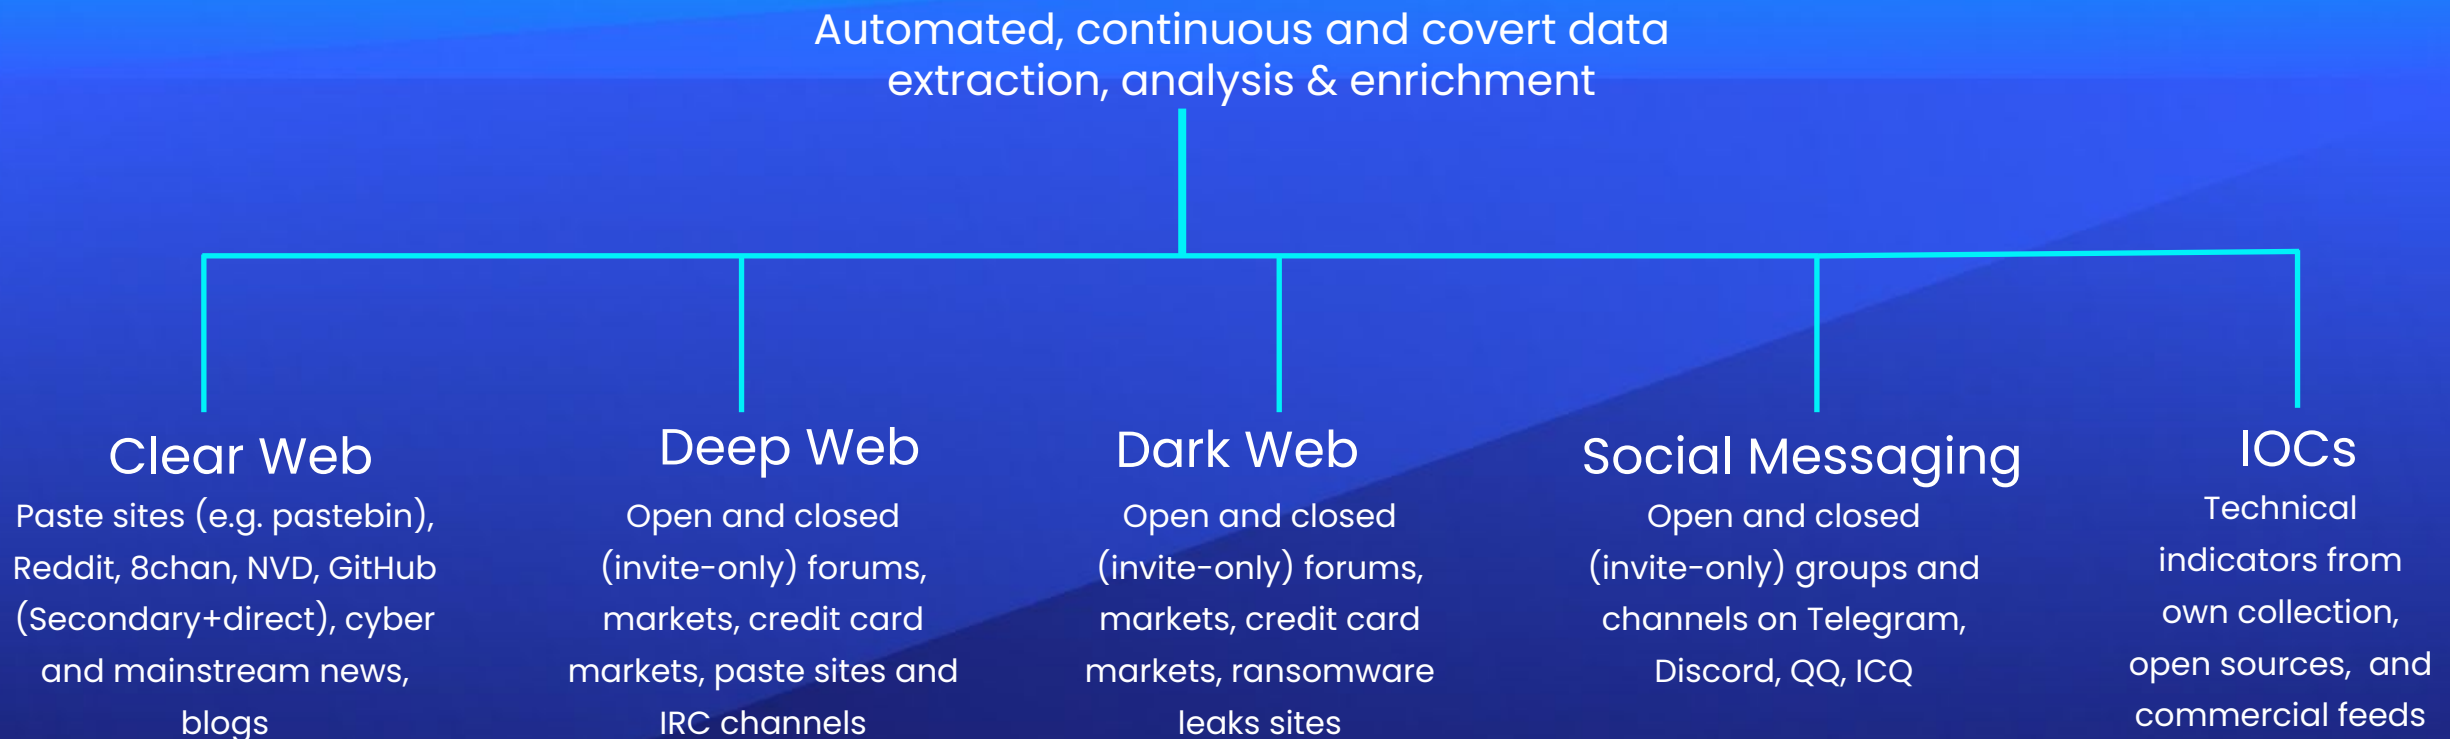 Automated, continuous and covert data
extraction, analysis & enrichment
Clear Web
Paste sites (e.g. pastebin),
Reddit, 8chan, NVD, GitHub
(Secondary+direct), cyber
and mainstream news,
blogs
Deep Web
Open and closed
(invite-only) forums,
markets, credit card
markets, paste sites and
IRC channels
Dark Web
Open and closed
(invite-only) forums,
markets, credit card
markets, ransomware
leaks sites
Social Messaging
Open and closed
(invite-only) groups and
channels on Telegram,
Discord, QQ, ICQ
IOCs
Technical
indicators from
own collection,
open sources,  and
commercial feeds